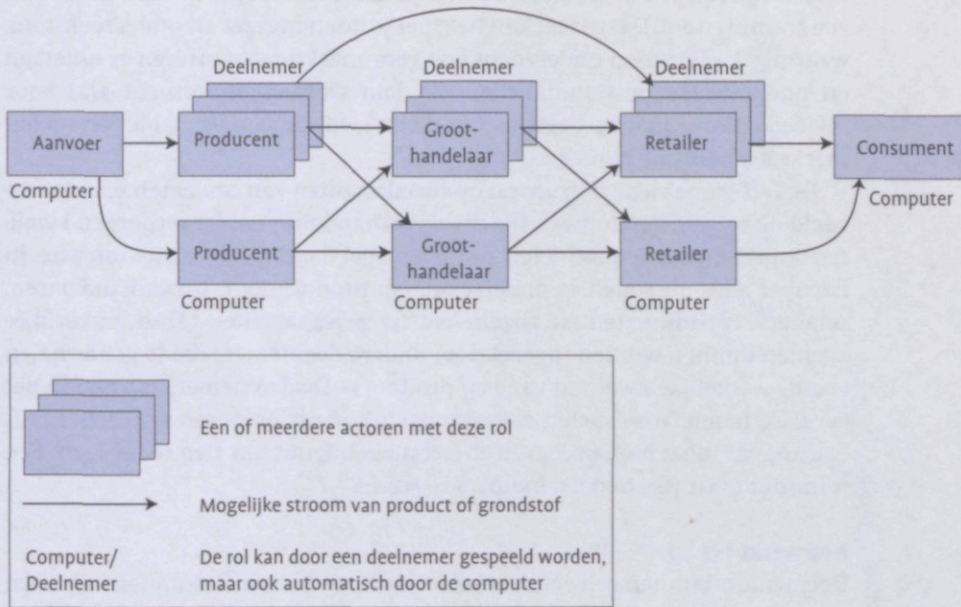 Deelnemer Deelnemer Deelnemer
Aanvoer Producent Groot-
handelaar Retailer Consument
Computer Computer
Producent Groot-
handelaar Retailer
Computer Computer Computer
Een of meerdere actoren met deze rol
Mogelijke stroom van product of grondstof
Computer/ De rol kan door een deelnemer gespeeld worden,
Deelnemer maar ook automatisch door de computer